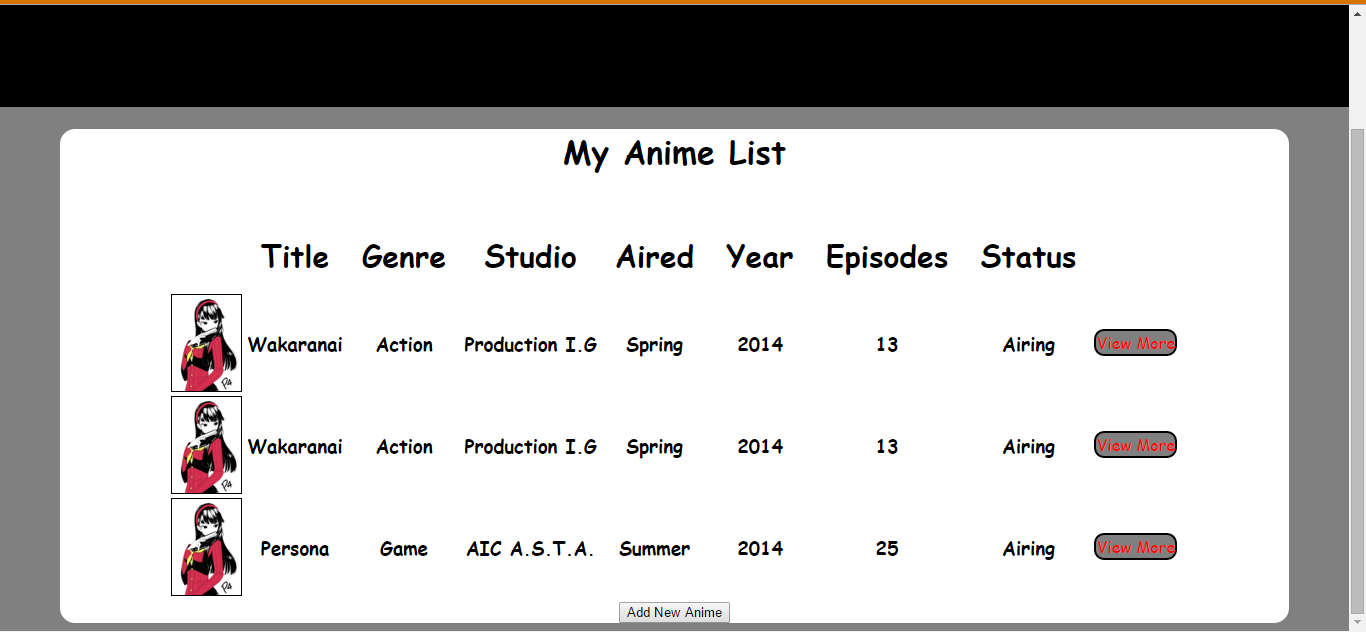 My Anime List
Title Genre Studio Aired Year Episodes Status
Wakaranai Action Production I.G Spring 2014 13 Airing View More
Wakaranai Action Production I.G Spring 2014 13 Airing View More
Persona Game AIC A.S.T.A. Summer 2014 25 Airing View More
Add New Anime